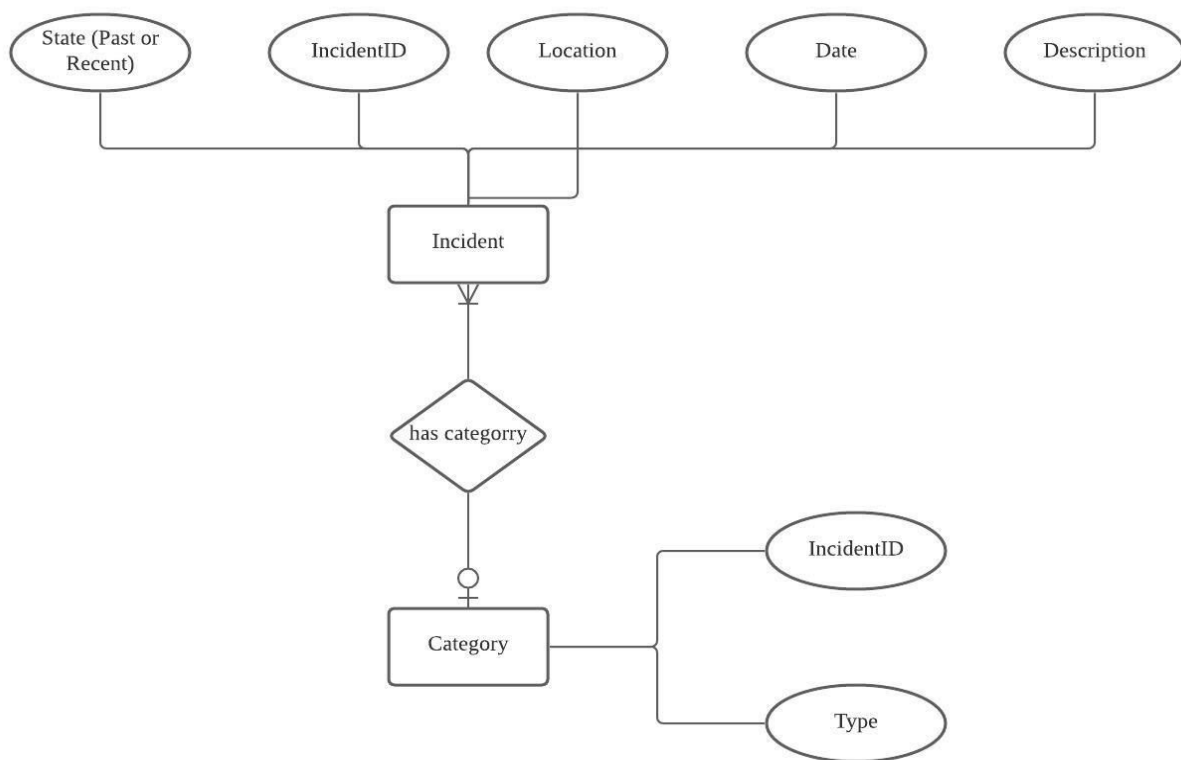 State (Past or
Recent)
IncidentID
Location
Date
Description
Incident
has categorry
IncidentID
Category
Type